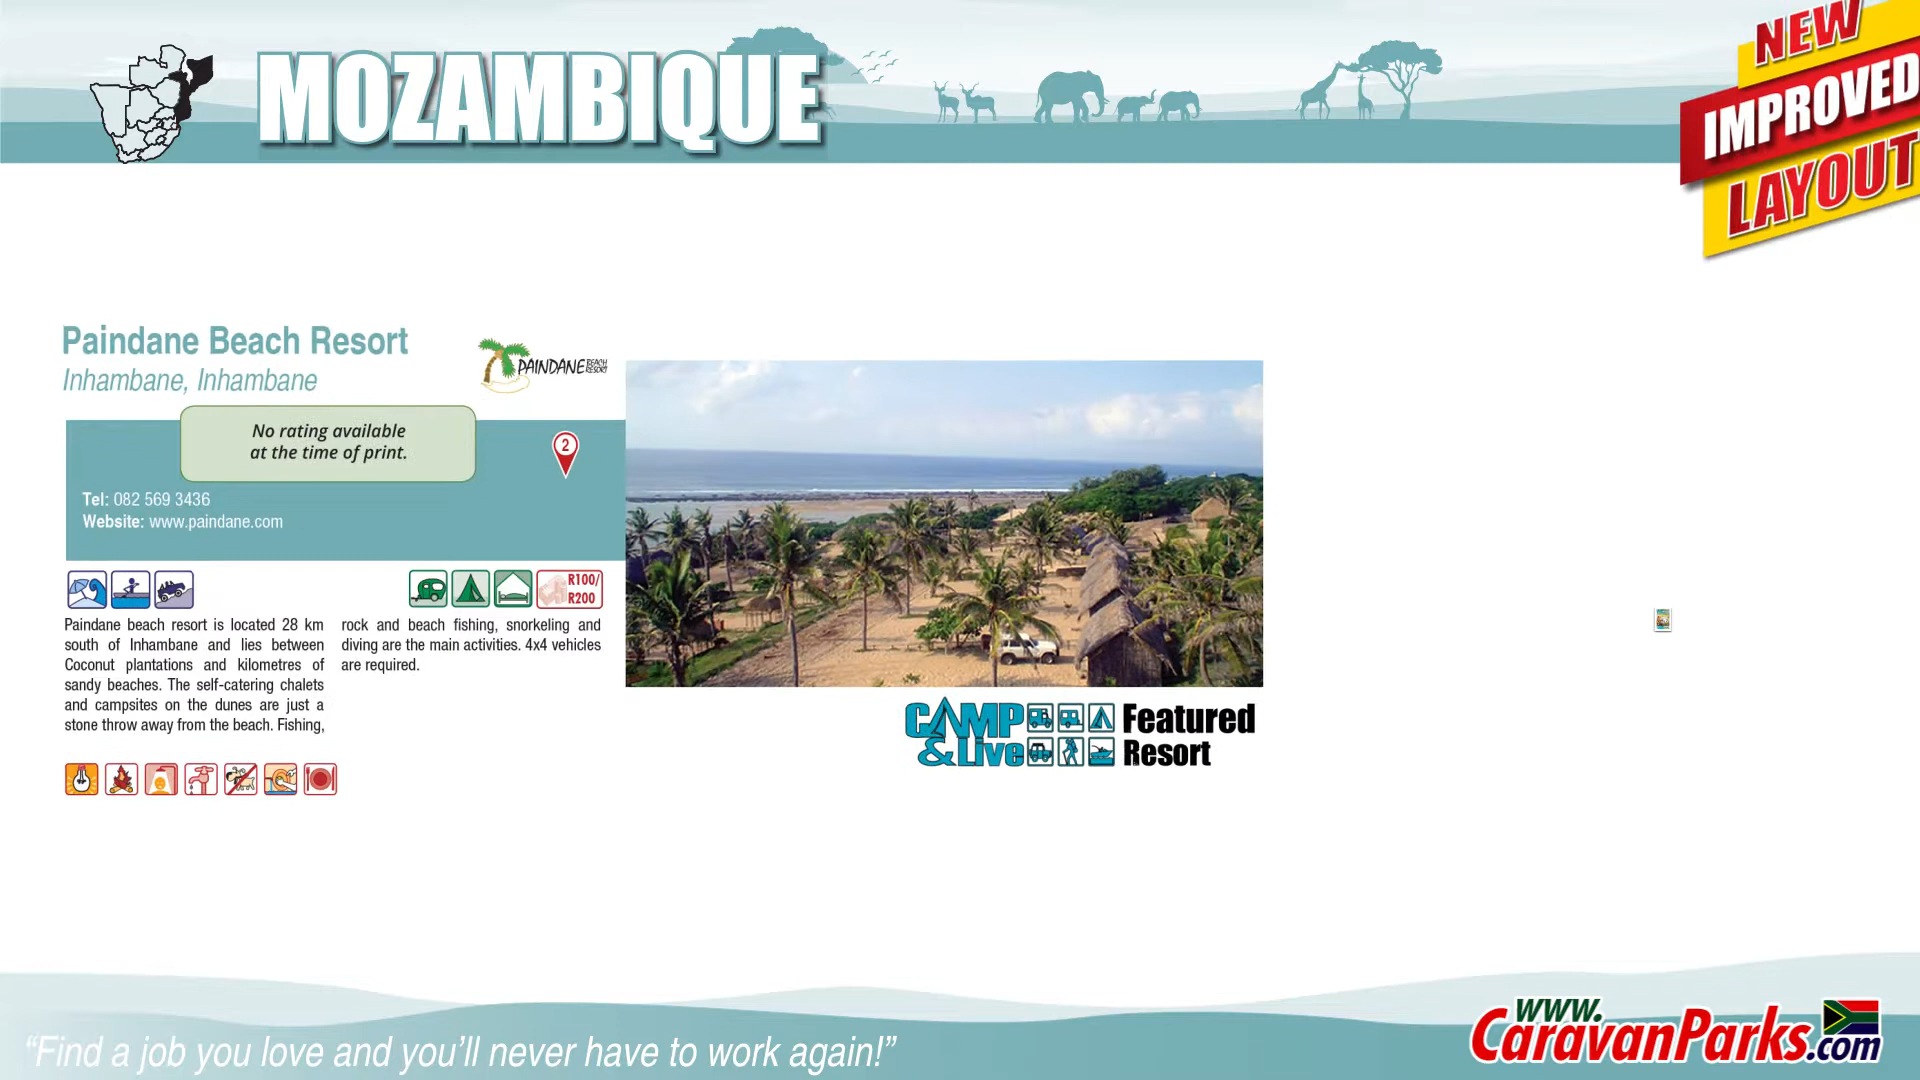 MOZAMBIQUE
NEW
IMPROVED
LAYOUT
Paindane Beach Resort
Inhambane, Inhambane
PAINDANE BEACH RESORT
No rating available
at the time of print.
2
Tel: 082 569 3436
Website: www.paindane.com
R100/
R200
Paindane beach resort is located 28 km
south of Inhambane and lies between
Coconut plantations and kilometres of
sandy beaches. The self-catering chalets
and campsites on the dunes are just a
stone throw away from the beach. Fishing,
rock and beach fishing, snorkeling and
diving are the main activities. 4x4 vehicles
are required.
CAMP
&Live
Featured
Resort
"Find a job you love and you'll never have to work again!"
www.
CaravanParks.com